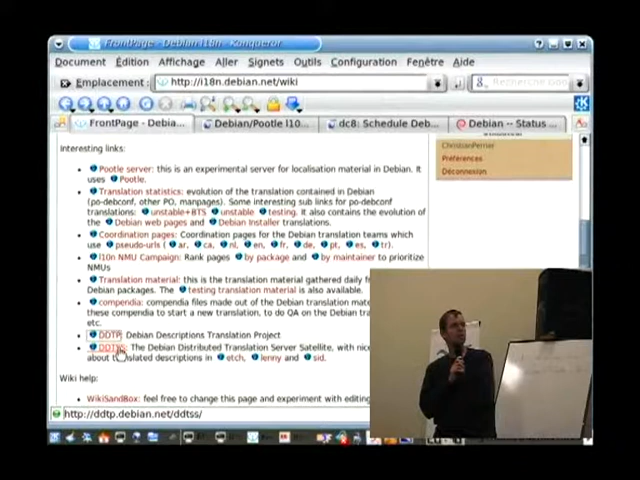 FrontPage - Debian I18n - Konqueror
Document Édition Affichage Aller Signets Outils Configuration Fenêtre Aide
Emplacement: http://i18n.debian.net/wiki
Recherche Goo
FrontPage - Debia... Debian/Pootle l10... dc8: Schedule Deb... Debian -- Status ...
Interesting links:
Pootle server: this is an experimental server for localisation material in Debian. It
uses Pootle.
Translation statistics: evolution of the translation contained in Debian
(po-debconf, other PO, manpages). Some interesting sub links for po-debconf
translations: unstable+BTS unstable testing. It also contains the evolution of
the Debian web pages and Debian Installer translations.
Coordination pages: Coordination pages for the Debian translation teams which
use pseudo-urls ( ar, ca, nl, en, fr, de, pt, es, tr).
l10n NMU Campaign: Rank pages by package and by maintainer to prioritize
NMUs
Translation material: this is the translation material gathered daily fr
Debian packages. The testing translation material is also available.
compendia: compendia files made out of the Debian translation mate
these compendia to start a new translation, to do QA on the Debian tra
etc.
DDTP: Debian Descriptions Translation Project
DDTSS: The Debian Distributed Translation Server Satellite, with nice
about translated descriptions in etch, lenny and sid.
Wiki help:
WikiSandBox: feel free to change this page and experiment with editing
ChristianPerrier
Préférences
Déconnexion
http://ddtp.debian.net/ddtss/